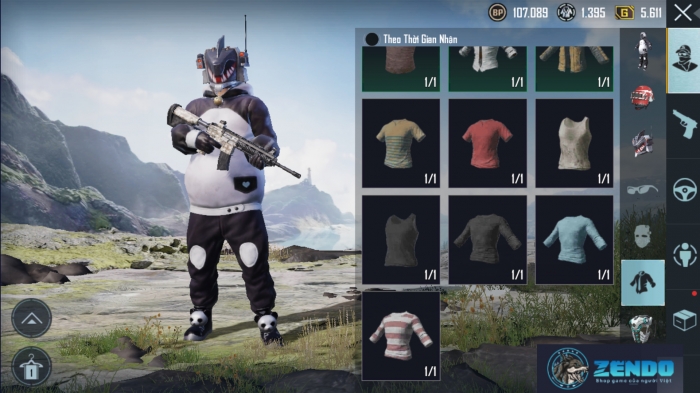 BP 107.089 1.395 G 5.611
Theo Thời Gian Nhận
1/1 1/1 1/1
1/1 1/1 1/1
1/1 1/1 1/1
1/1
ZENDO
Shop game của người Việt